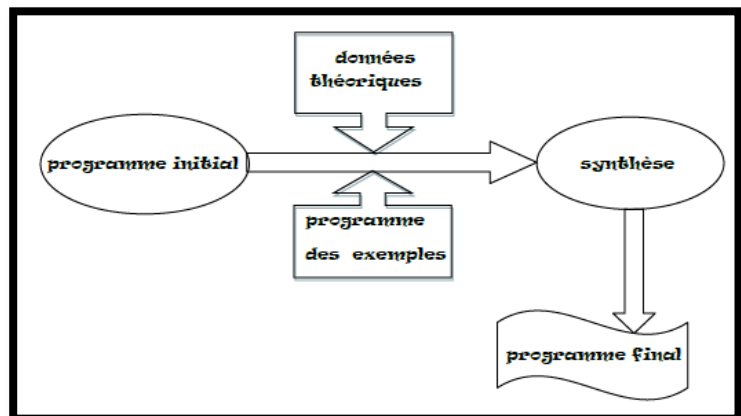 données
théoriques
programme initial
synthèse
programme
des exemples
programme final